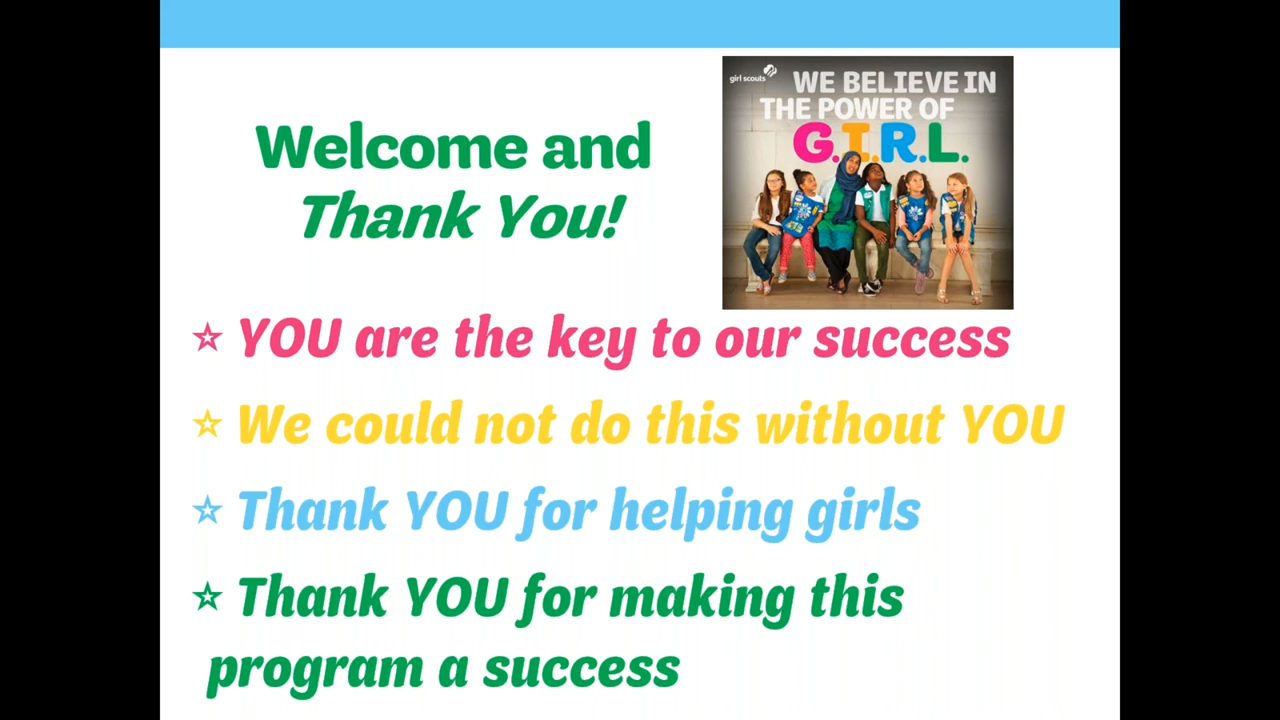 Welcome and
Thank You!
girl scouts
WE BELIEVE IN
THE POWER OF
G.I.R.L.
☆ YOU are the key to our success
☆ We could not do this without YOU
☆ Thank YOU for helping girls
☆ Thank YOU for making this
program a success